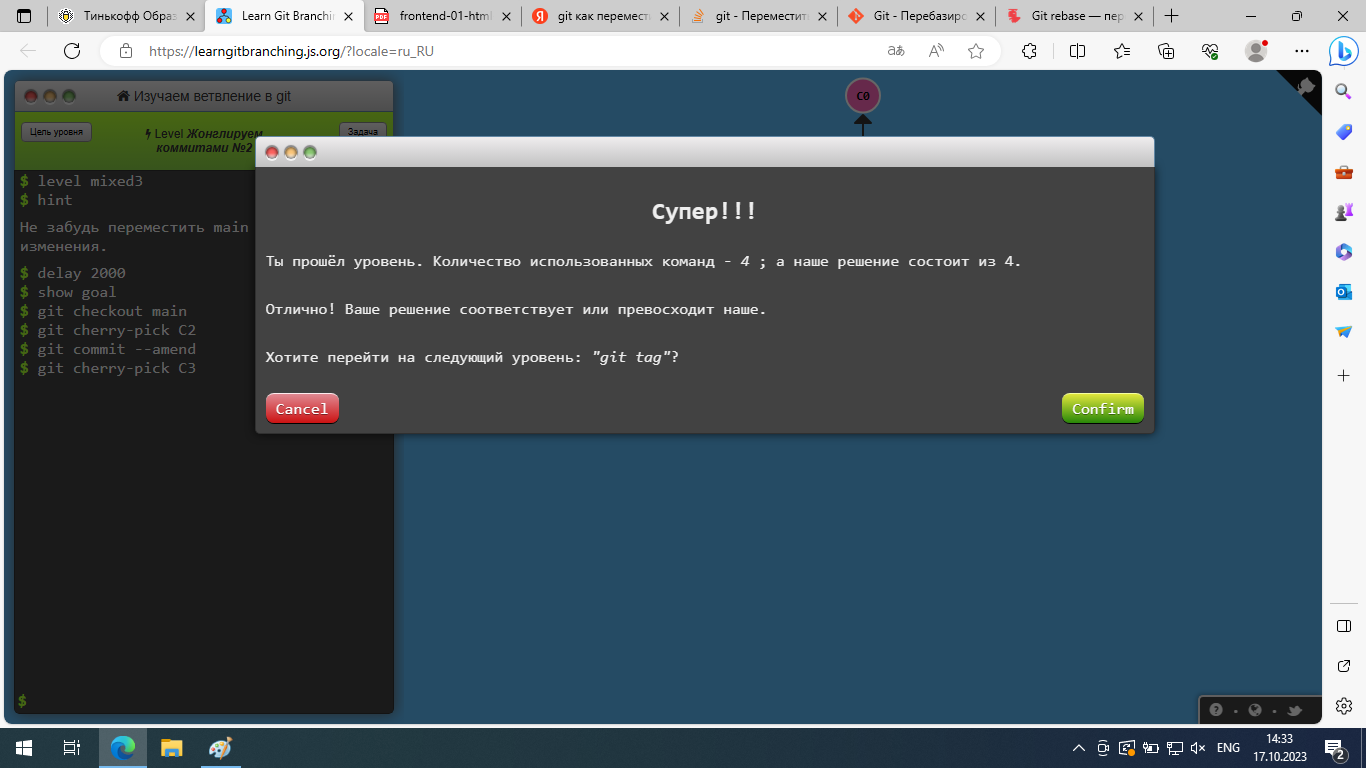 Тинькофф Образ
Learn Git Branchi
frontend-01-html
git как перемест
git - Переместит
Git - Перебазиро
Git rebase — пер
https://learngitbranching.js.org/?locale=ru_RU
Изучаем ветвление в git
Цель уровня
Level Жонглируем
коммитами №2
Задача
$ level mixed3
$ hint
Не забудь переместить main
изменения.
$ delay 2000
$ show goal
$ git checkout main
$ git cherry-pick C2
$ git commit --amend
$ git cherry-pick C3
$
C0
Супер!!!
Ты прошёл уровень. Количество использованных команд - 4 ; а наше решение состоит из 4.
Отлично! Ваше решение соответствует или превосходит наше.
Хотите перейти на следующий уровень: "git tag"?
Cancel
Confirm
ENG
14:33
17.10.2023
2